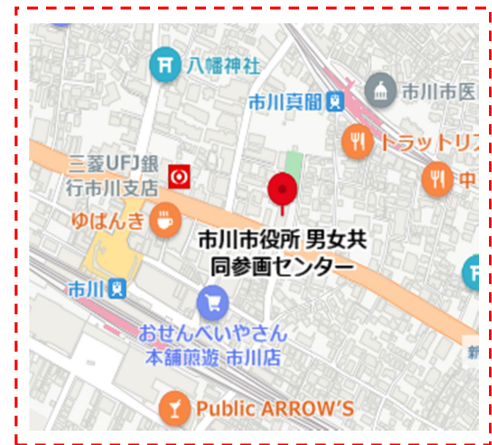 八幡神社
市川真間
市川市医
トラットリア
三菱UFJ銀
行市川支店
中
ゆばんき
市川市役所 男女共
同参画センター
市川
おせんべいやさん
本舗煎遊 市川店
新
Public ARROW'S